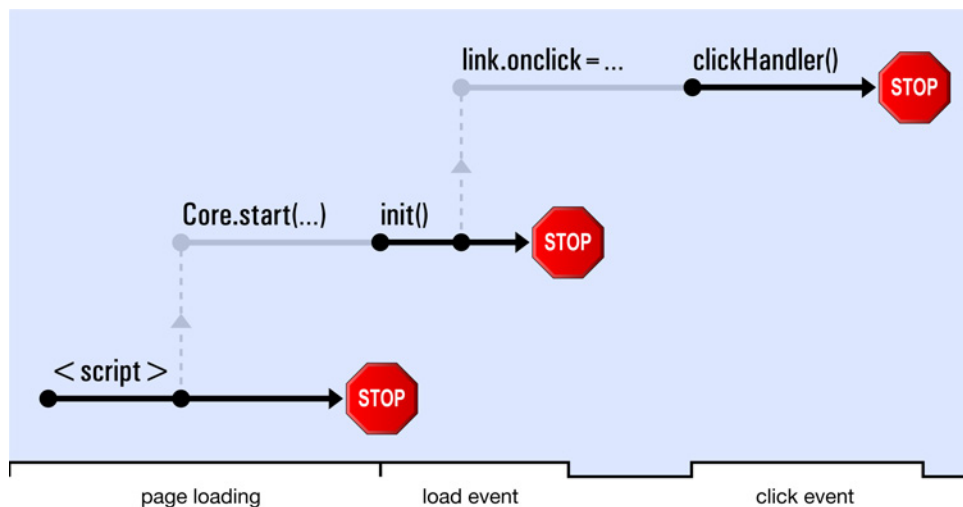 link.onclick = ...
clickHandler()
STOP
Core.start(...)
init()
STOP
< script >
STOP
page loading
load event
click event